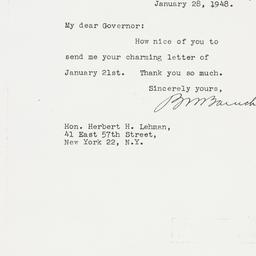 January 28, 1948.
My dear Governor:
How nice of you to
send me your charming letter of
January 21st. Thank you so much.
Sincerely yours,
B M Baruch
Hon. Herbert H. Lehman,
41 East 57th Street,
New York 22, N.Y.